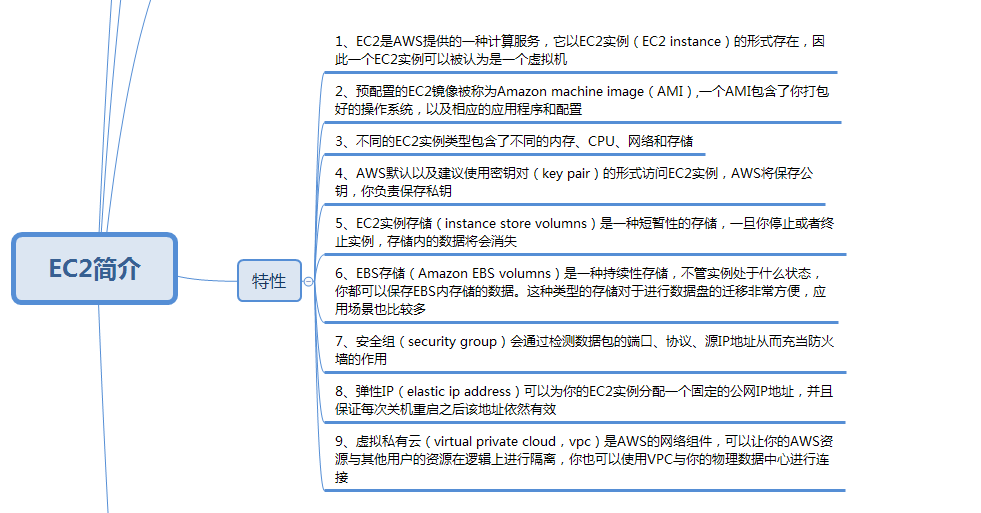 EC2简介
特性
1、EC2是AWS提供的一种计算服务，它以EC2实例（EC2 instance）的形式存在，因
此一个EC2实例可以被认为是一个虚拟机
2、预配置的EC2镜像被称为Amazon machine image（AMI）,一个AMI包含了你打包
好的操作系统，以及相应的应用程序和配置
3、不同的EC2实例类型包含了不同的内存、CPU、网络和存储
4、AWS默认以及建议使用密钥对（key pair）的形式访问EC2实例，AWS将保存公
钥，你负责保存私钥
5、EC2实例存储（instance store volumns）是一种短暂性的存储，一旦你停止或者终
止实例，存储内的数据将会消失
6、EBS存储（Amazon EBS volumns）是一种持续性存储，不管实例处于什么状态，
你都可以保存EBS内存储的数据。这种类型的存储对于进行数据盘的迁移非常方便，应
用场景也比较多
7、安全组（security group）会通过检测数据包的端口、协议、源IP地址从而充当防火
墙的作用
8、弹性IP（elastic ip address）可以为你的EC2实例分配一个固定的公网IP地址，并且
保证每次关机重启之后该地址依然有效
9、虚拟私有云（virtual private cloud，vpc）是AWS的网络组件，可以让你的AWS资
源与其他用户的资源在逻辑上进行隔离，你也可以使用VPC与你的物理数据中心进行连
接